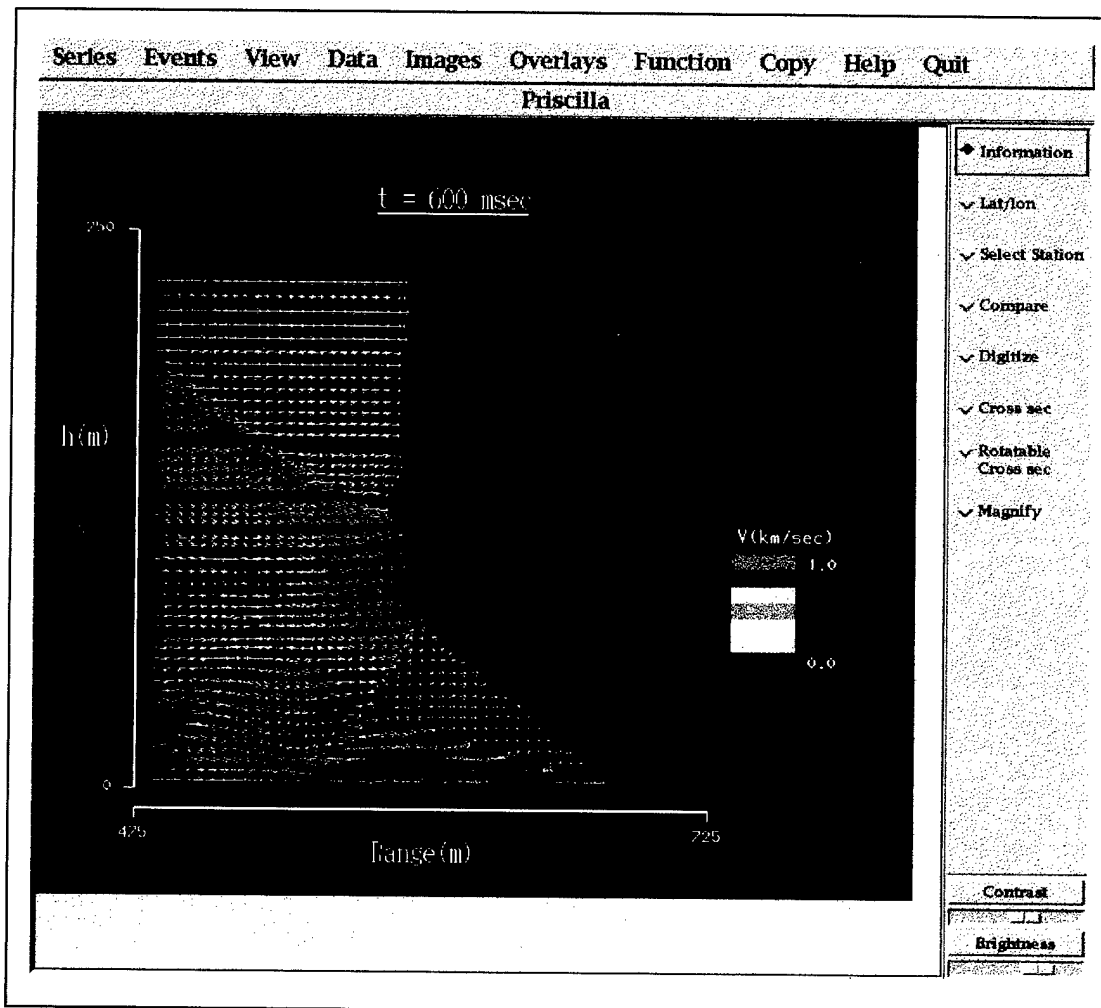 Series Events View Data Images Overlays Function Copy Help Quit
Priscilla
t = 600 msec
250
h(m)
0
475
725
Range(m)
V(km/sec)
1.0
0.0
Information
Lat/lon
Select Station
Compare
Digitize
Cross sec
Rotatable
Cross sec
Magnify
Contrast
Brightness